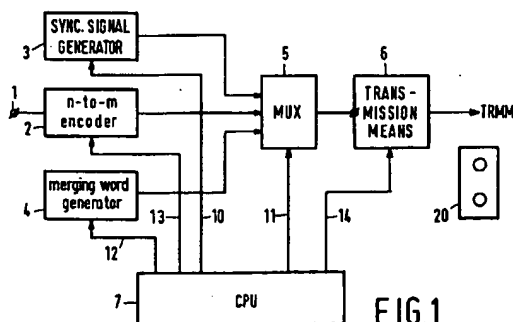 SYNC. SIGNAL
GENERATOR
3
5
6
1
n-to-m
encoder
2
MUX
TRANS-
MISSION
MEANS
TRMM
merging word
generator
4
13
10
11
14
20
12
7
CPU
FIG.1